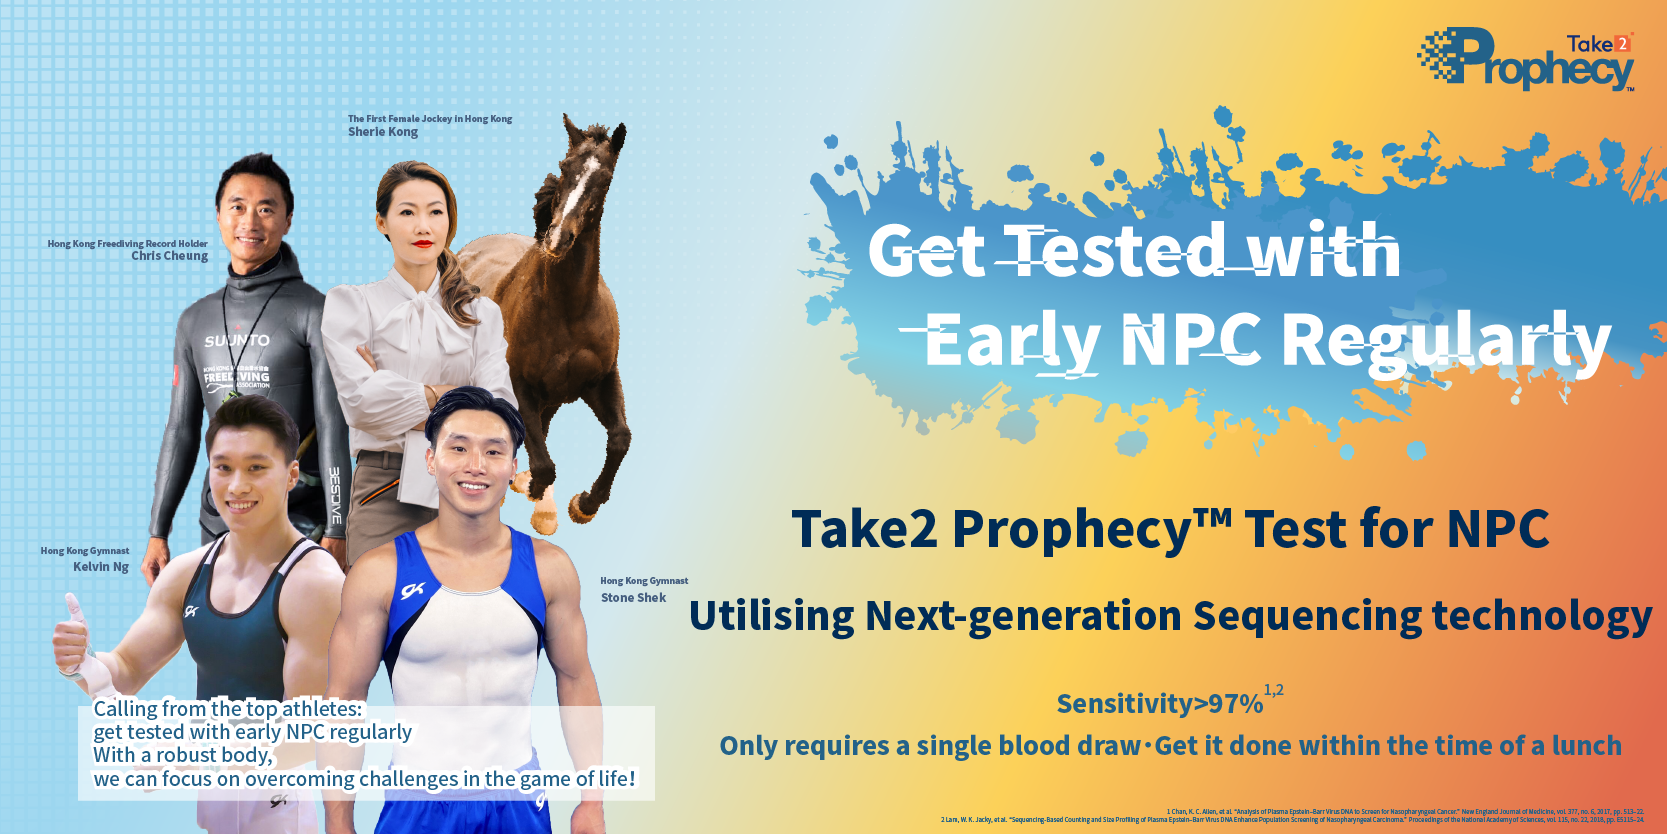 Take2
Prophecy™
The First Female Jockey in Hong Kong
Sherie Kong
Hong Kong Freediving Record Holder
Chris Cheung
SUUNTO
FREEDIVING
ASSOCIATION
BESTDIVE
Get Tested with
Early NPC Regularly
Take2 Prophecy™ Test for NPC
Hong Kong Gymnast
Kelvin Ng
Hong Kong Gymnast
Stone Shek
GK
GK
Utilising Next-generation Sequencing technology
Sensitivity>97%1,2
Only requires a single blood draw·Get it done within the time of a lunch
Calling from the top athletes:
get tested with early NPC regularly
With a robust body,
we can focus on overcoming challenges in the game of life!
1 Chan, K. C. Allen, et al. "Analysis of Plasma Epstein–Barr Virus DNA to Screen for Nasopharyngeal Cancer." New England Journal of Medicine, vol. 377, no. 6, 2017, pp. 513–22.
2 Lam, W. K. Jacky, et al. "Sequencing-Based Counting and Size Profiling of Plasma Epstein–Barr Virus DNA Enhance Population Screening of Nasopharyngeal Carcinoma." Proceedings of the National Academy of Sciences, vol. 115, no. 22, 2018, pp. E5115–24.